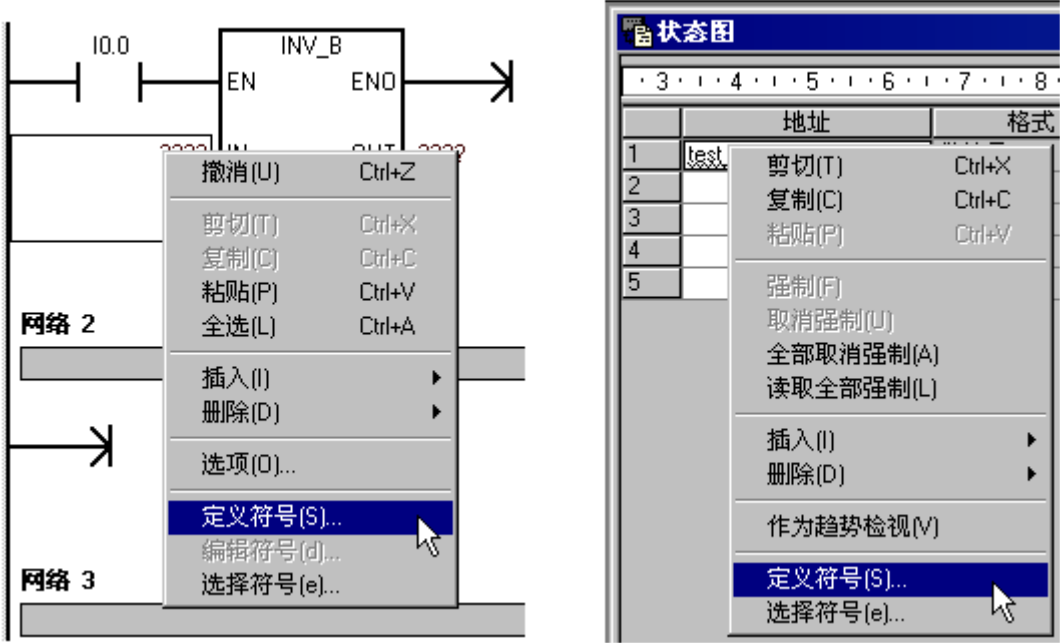 I0.0
INV_B
EN ENO
撤消(U) Ctrl+Z
剪切(T) Ctrl+X
复制(C) Ctrl+C
粘贴(P) Ctrl+V
全选(L) Ctrl+A
插入(I)
删除(D)
选项(O)...
定义符号(S)...
编辑符号(d)...
选择符号(e)...
网络 2
网络 3
状态图
· 3 · ı · 4 · ı · 5 · ı · 6 · ı · 7 · ı · 8 ·
地址 格式
1 test
2
3
4
5
剪切(T) Ctrl+X
复制(C) Ctrl+C
粘贴(P) Ctrl+V
强制(F)
取消强制(U)
全部取消强制(A)
读取全部强制(L)
插入(I)
删除(D)
作为趋势检视(V)
定义符号(S)...
选择符号(e)...